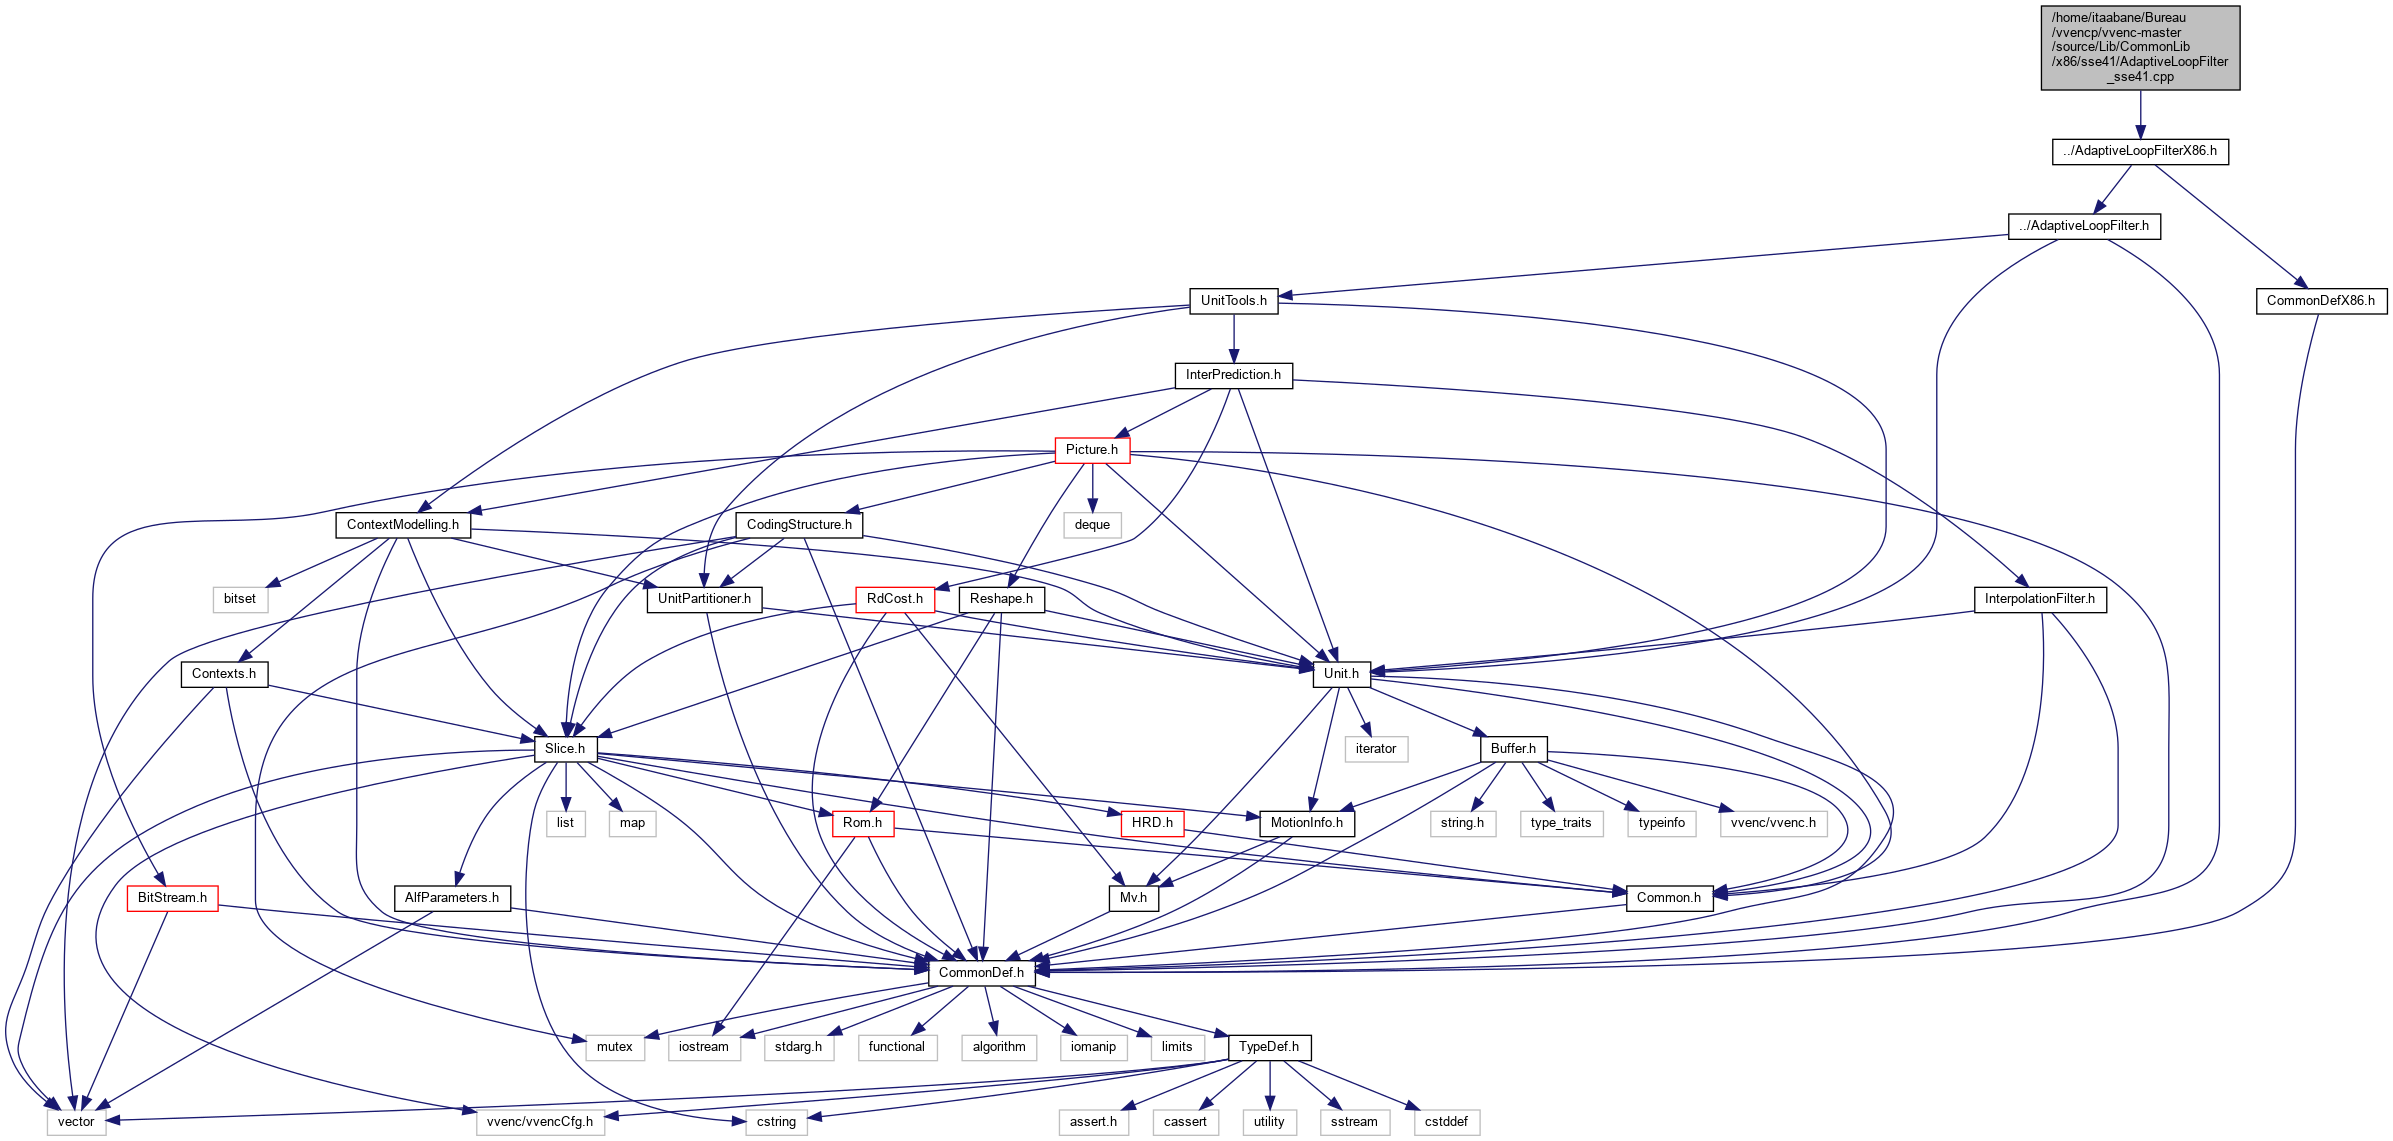 /home/itaabane/Bureau
/vvencp/vvenc-master
/source/Lib/CommonLib
/x86/sse41/AdaptiveLoopFilter
_sse41.cpp
../AdaptiveLoopFilterX86.h
../AdaptiveLoopFilter.h
UnitTools.h
CommonDefX86.h
InterPrediction.h
Picture.h
ContextModelling.h
CodingStructure.h
deque
bitset
UnitPartitioner.h
RdCost.h
Reshape.h
InterpolationFilter.h
Contexts.h
Unit.h
Slice.h
iterator
Buffer.h
list
map
Rom.h
HRD.h
MotionInfo.h
string.h
type_traits
typeinfo
vvenc/vvenc.h
BitStream.h
AlfParameters.h
Mv.h
Common.h
CommonDef.h
mutex
iostream
stdarg.h
functional
algorithm
iomanip
limits
TypeDef.h
vector
vvenc/vvencCfg.h
cstring
assert.h
cassert
utility
sstream
cstddef